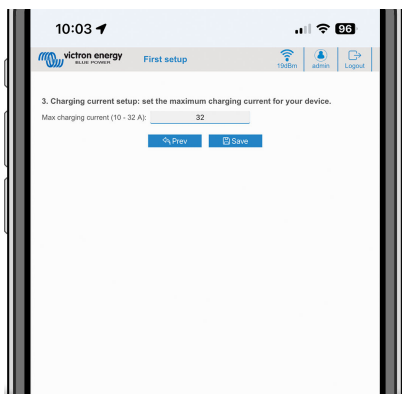 10:03
96
victron energy
BLUE POWER
First setup
19dBm
admin
Logout
3. Charging current setup: set the maximum charging current for your device.
Max charging current (10 - 32 A):
32
Prev
Save